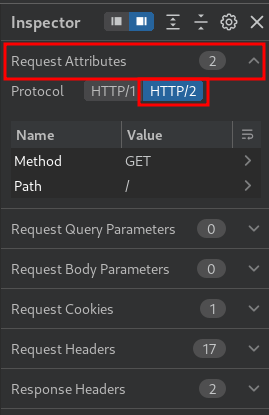 Inspector
Request Attributes 2
Protocol HTTP/1 HTTP/2
Name Value
Method GET
Path /
Request Query Parameters 0
Request Body Parameters 0
Request Cookies 1
Request Headers 17
Response Headers 2